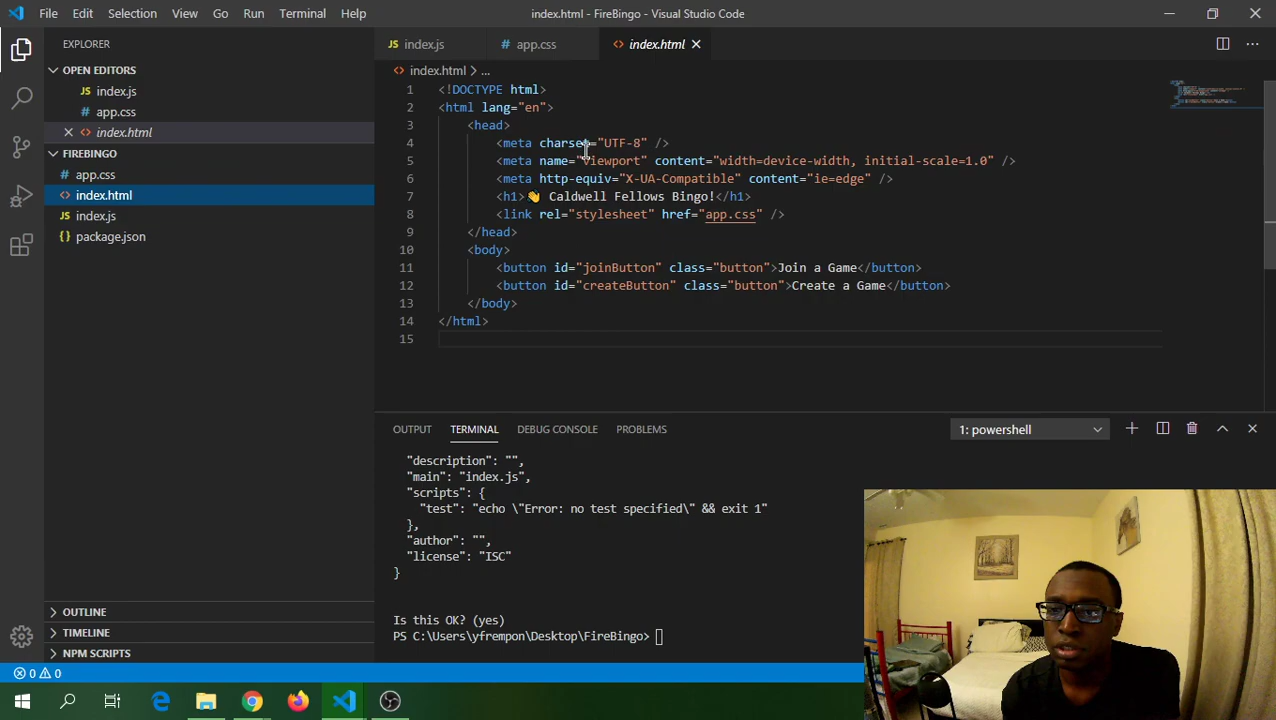 File Edit Selection View Go Run Terminal Help index.html - FireBingo - Visual Studio Code
EXPLORER
OPEN EDITORS
JS index.js
# app.css
<> index.html
FIREBINGO
# app.css
<> index.html
JS index.js
{} package.json
OUTLINE
TIMELINE
NPM SCRIPTS
JS index.js # app.css <> index.html
<> index.html > ...
1 <!DOCTYPE html>
2 <html lang="en">
3 <head>
4 <meta charset="UTF-8" />
5 <meta name="viewport" content="width=device-width, initial-scale=1.0" />
6 <meta http-equiv="X-UA-Compatible" content="ie=edge" />
7 <h1>👋 Caldwell Fellows Bingo!</h1>
8 <link rel="stylesheet" href="app.css" />
9 </head>
10 <body>
11 <button id="joinButton" class="button">Join a Game</button>
12 <button id="createButton" class="button">Create a Game</button>
13 </body>
14 </html>
15
OUTPUT TERMINAL DEBUG CONSOLE PROBLEMS 1: powershell
"description": "",
"main": "index.js",
"scripts": {
"test": "echo \"Error: no test specified\" && exit 1"
},
"author": "",
"license": "ISC"
}
Is this OK? (yes)
PS C:\Users\yfrempon\Desktop\FireBingo>
0 0